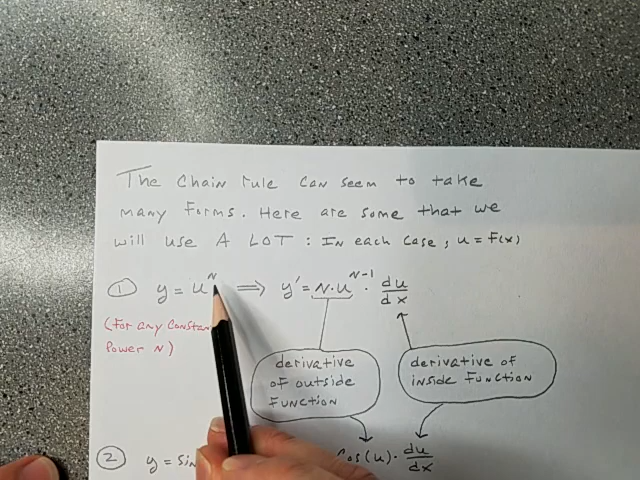 The Chain rule can seem to take
many forms. Here are some that we
will use A LOT: In each case, u = f(x)
① y = u^N ⟹ y' = N·u^(N-1) · du/dx
(for any constan
Power N)
derivative
of outside
Function
derivative of
inside Function
② y = sin
Cos(u) · du/dx